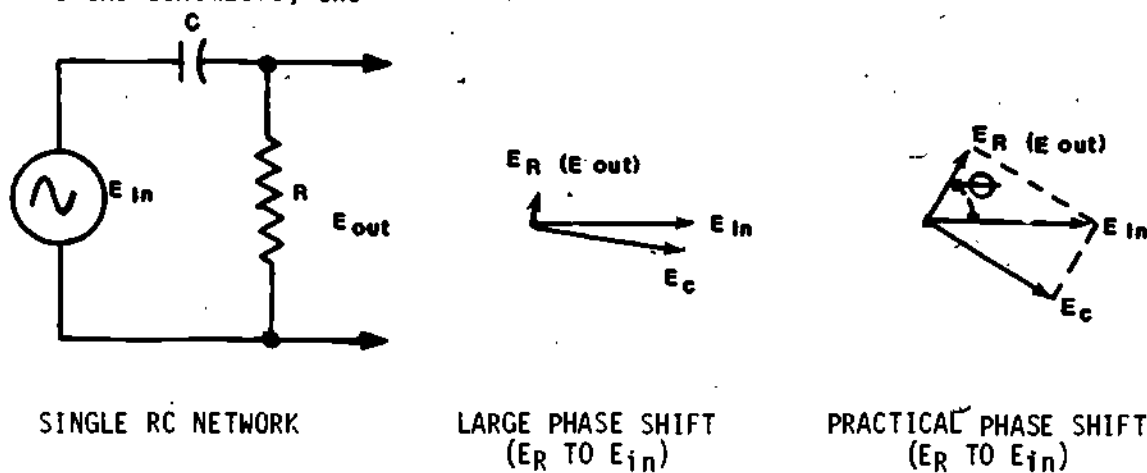 C
E in
R
E out
E R (E out)
E in
E C
E R (E out)
Θ
E in
E C
SINGLE RC NETWORK
LARGE PHASE SHIFT
(E R TO E in)
PRACTICAL PHASE SHIFT
(E R TO E in)